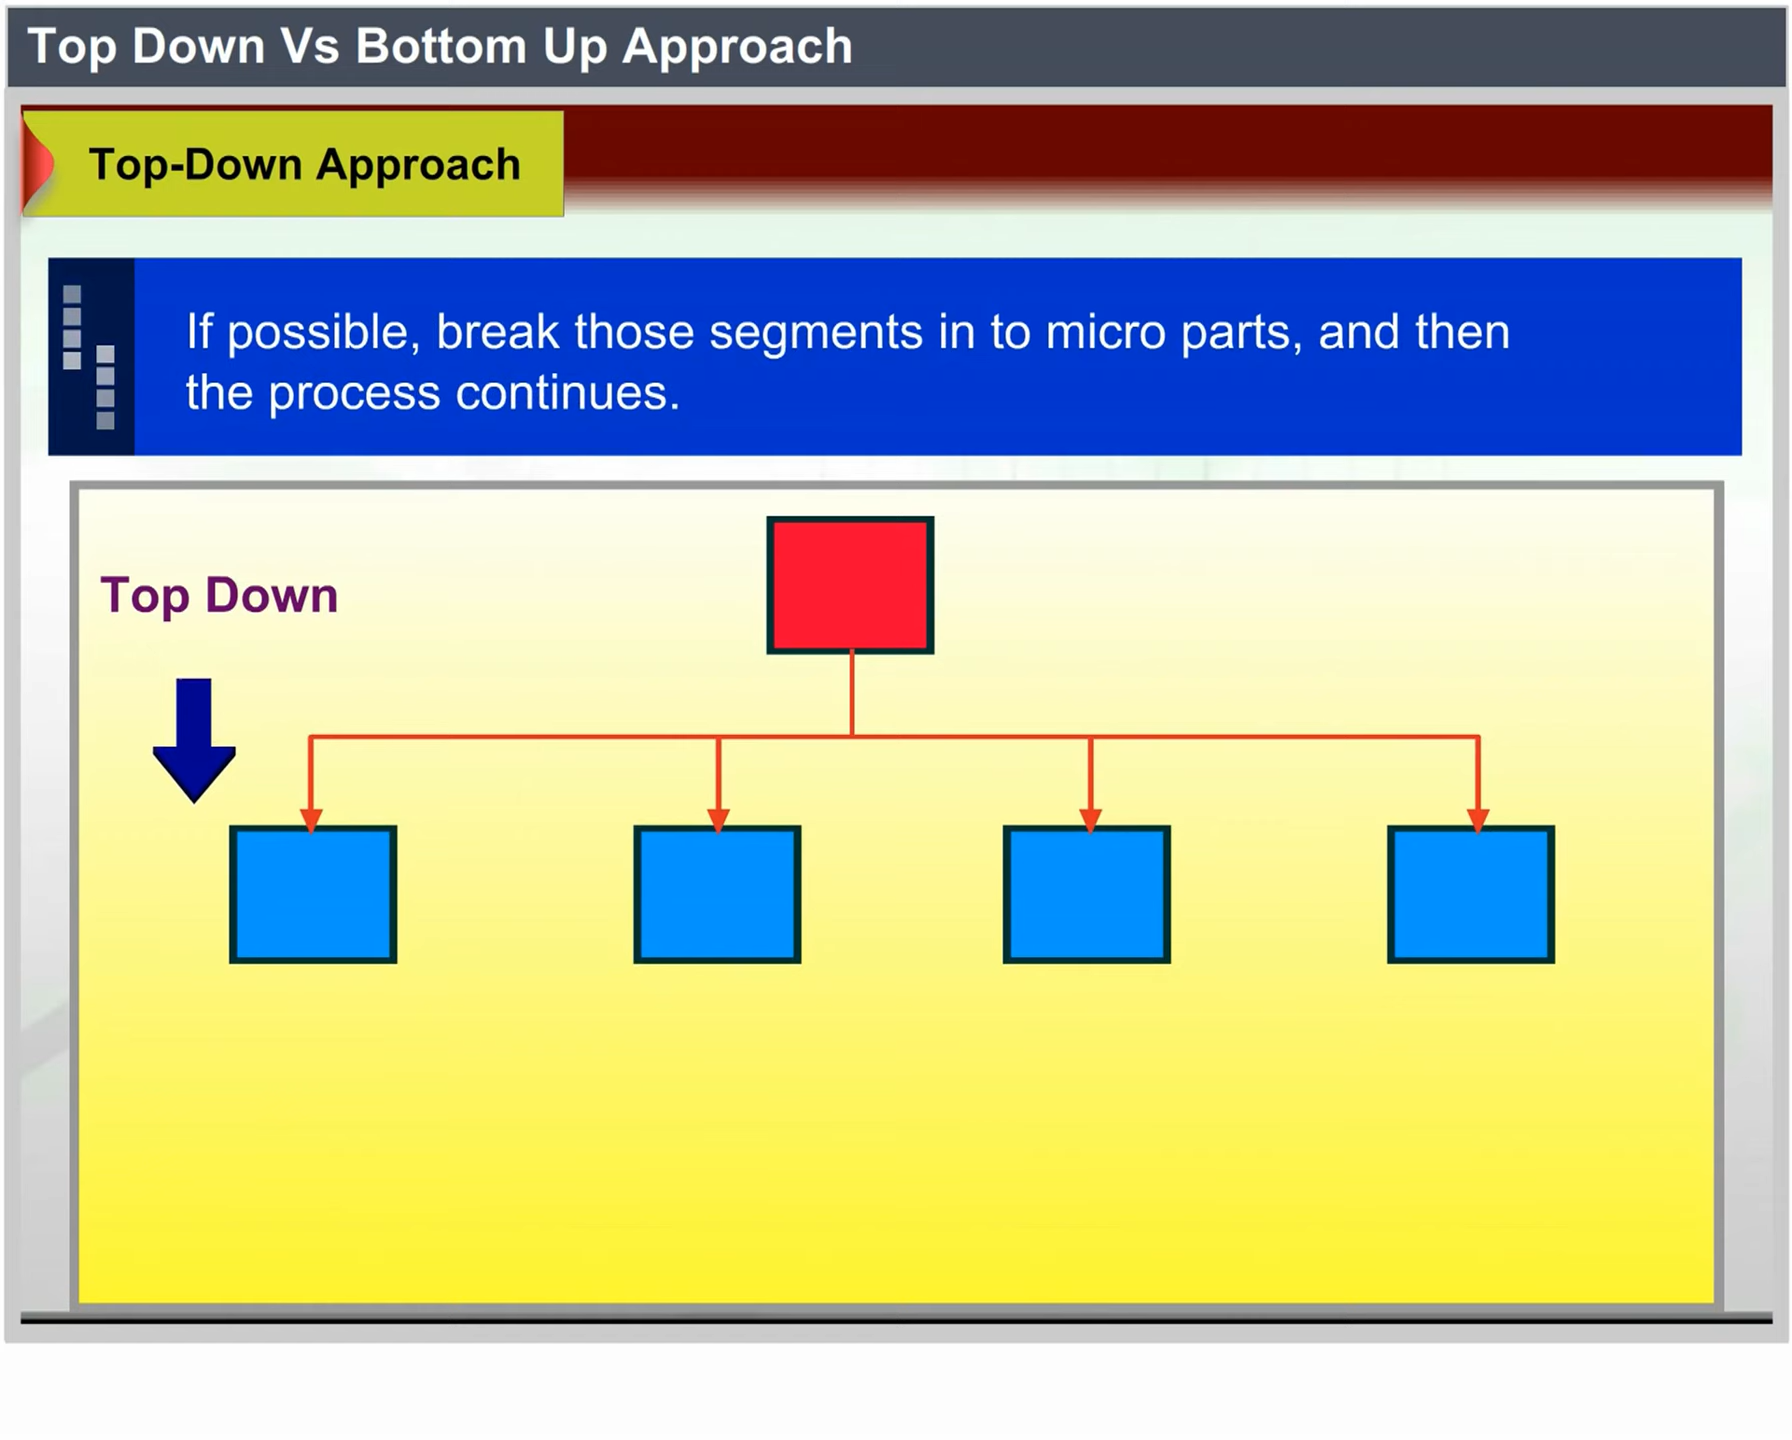 Top Down Vs Bottom Up Approach
Top-Down Approach
If possible, break those segments in to micro parts, and then
the process continues.
Top Down